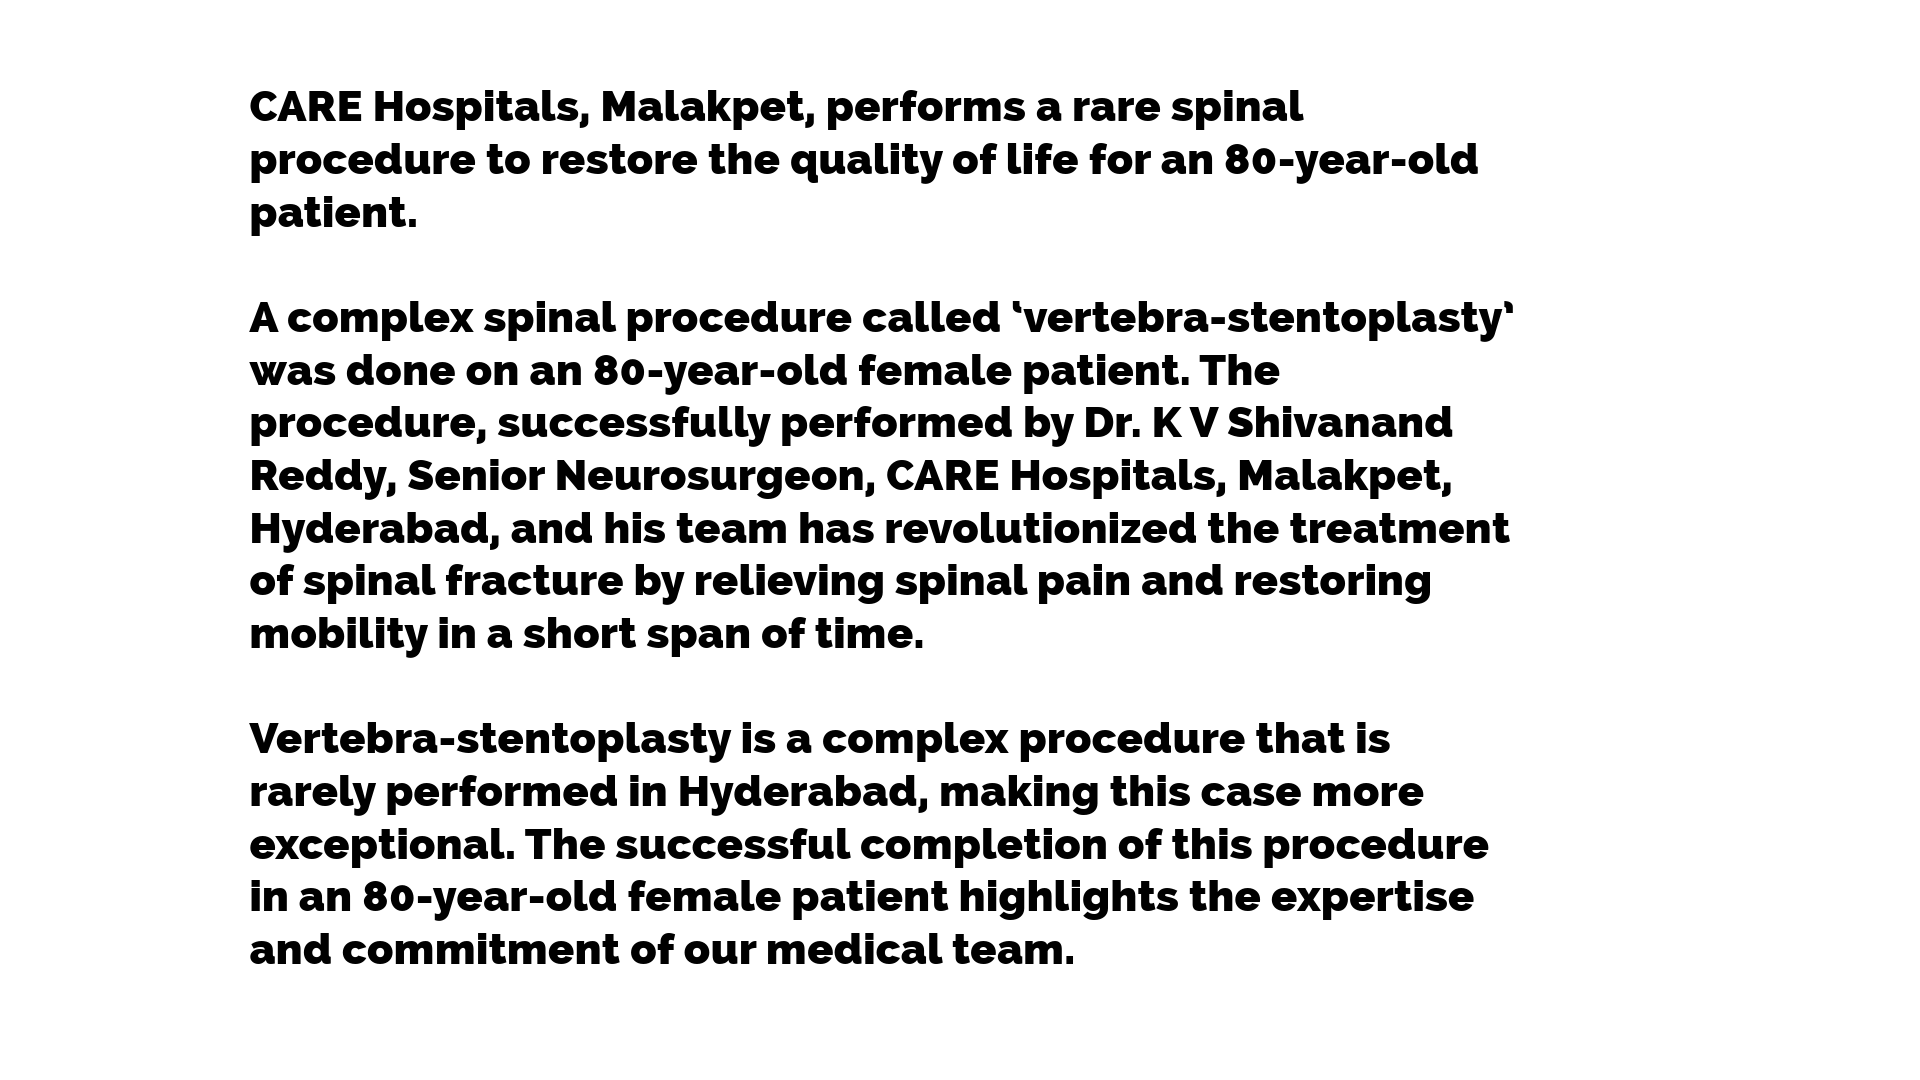 CARE Hospitals, Malakpet, performs a rare spinal
procedure to restore the quality of life for an 80-year-old
patient.
A complex spinal procedure called ‘vertebra-stentoplasty’
was done on an 80-year-old female patient. The
procedure, successfully performed by Dr. K V Shivanand
Reddy, Senior Neurosurgeon, CARE Hospitals, Malakpet,
Hyderabad, and his team has revolutionized the treatment
of spinal fracture by relieving spinal pain and restoring
mobility in a short span of time.
Vertebra-stentoplasty is a complex procedure that is
rarely performed in Hyderabad, making this case more
exceptional. The successful completion of this procedure
in an 80-year-old female patient highlights the expertise
and commitment of our medical team.